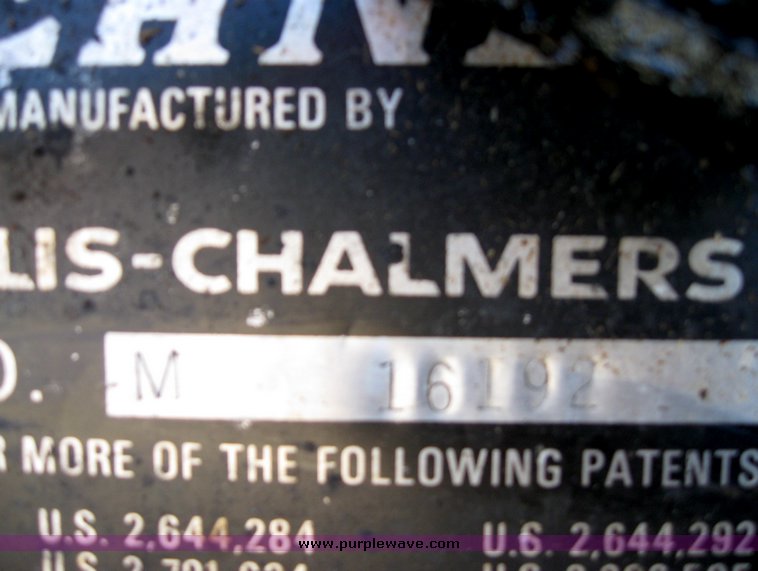 MANUFACTURED BY
LIS-CHALMERS
O. M 16192
R MORE OF THE FOLLOWING PATENTS
U.S. 2,644,284 U.S. 2,644,292
www.purplewave.com
U.S.